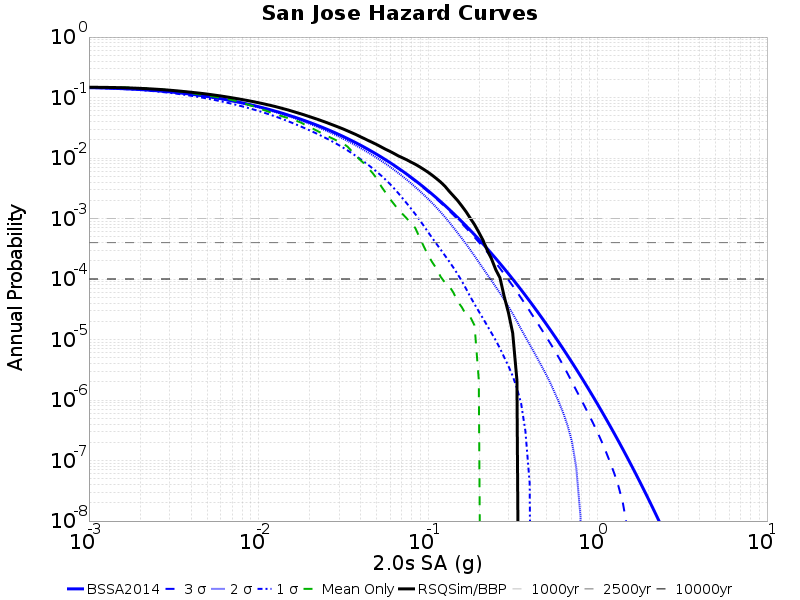 San Jose Hazard Curves
Annual Probability
10^0
10^-1
10^-2
10^-3
10^-4
10^-5
10^-6
10^-7
10^-8
10^-3 10^-2 10^-1 10^0 10^1
2.0s SA (g)
BSSA2014 3 σ 2 σ 1 σ Mean Only RSQSim/BBP 1000yr 2500yr 10000yr